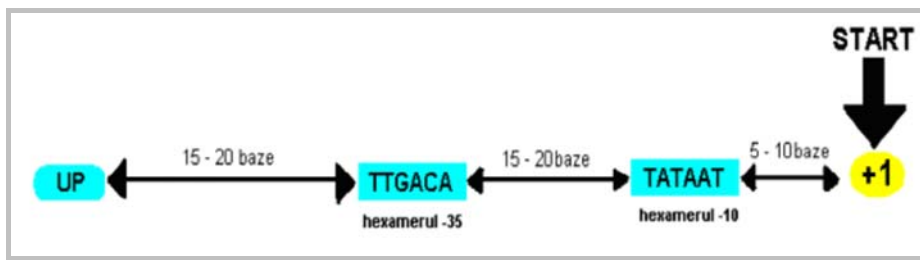 START
15 - 20 baze
15 - 20baze
5 - 10baze
UP
TTGACA
TATAAT
+1
hexamerul -35
hexamerul -10